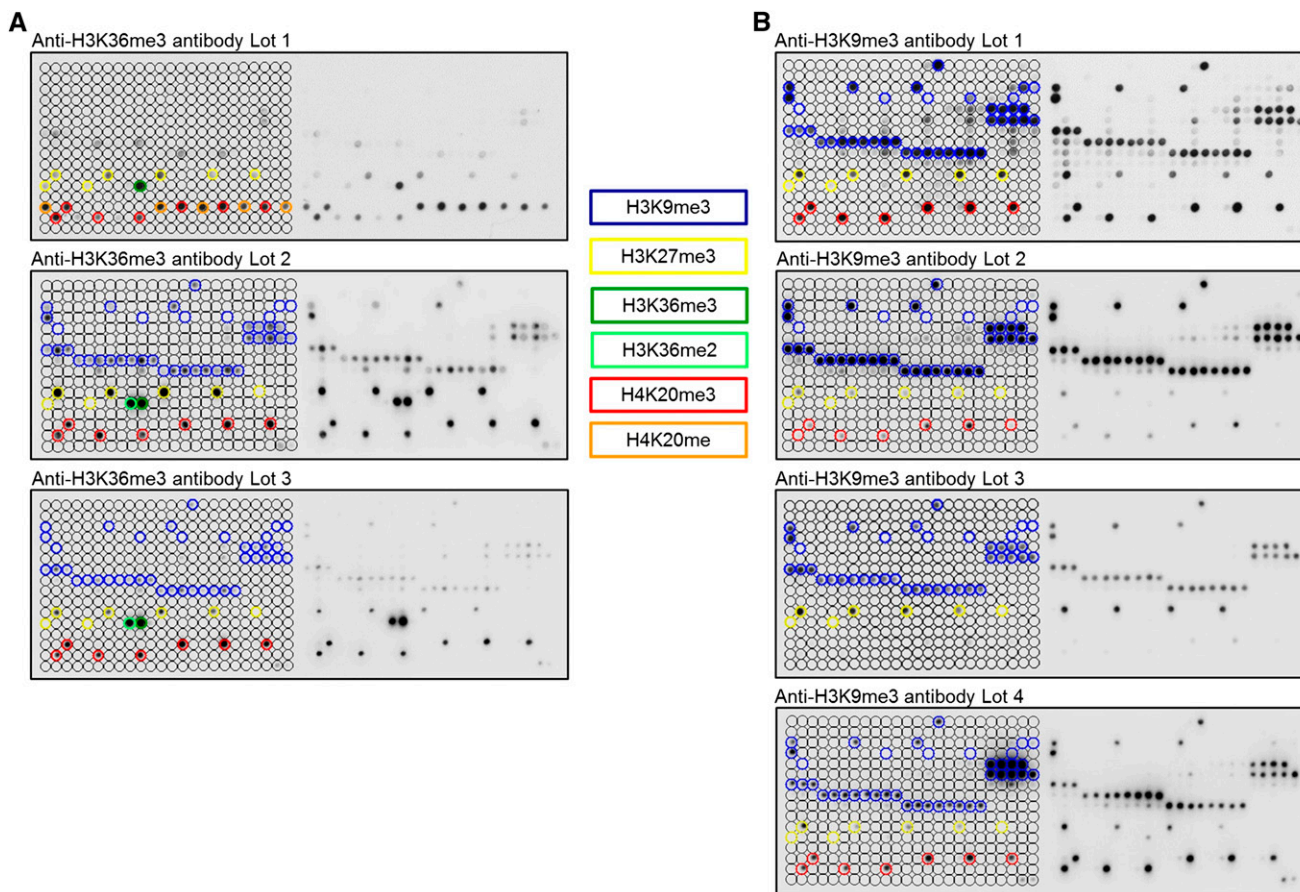 A
Anti-H3K36me3 antibody Lot 1
Anti-H3K36me3 antibody Lot 2
Anti-H3K36me3 antibody Lot 3
H3K9me3
H3K27me3
H3K36me3
H3K36me2
H4K20me3
H4K20me
B
Anti-H3K9me3 antibody Lot 1
Anti-H3K9me3 antibody Lot 2
Anti-H3K9me3 antibody Lot 3
Anti-H3K9me3 antibody Lot 4